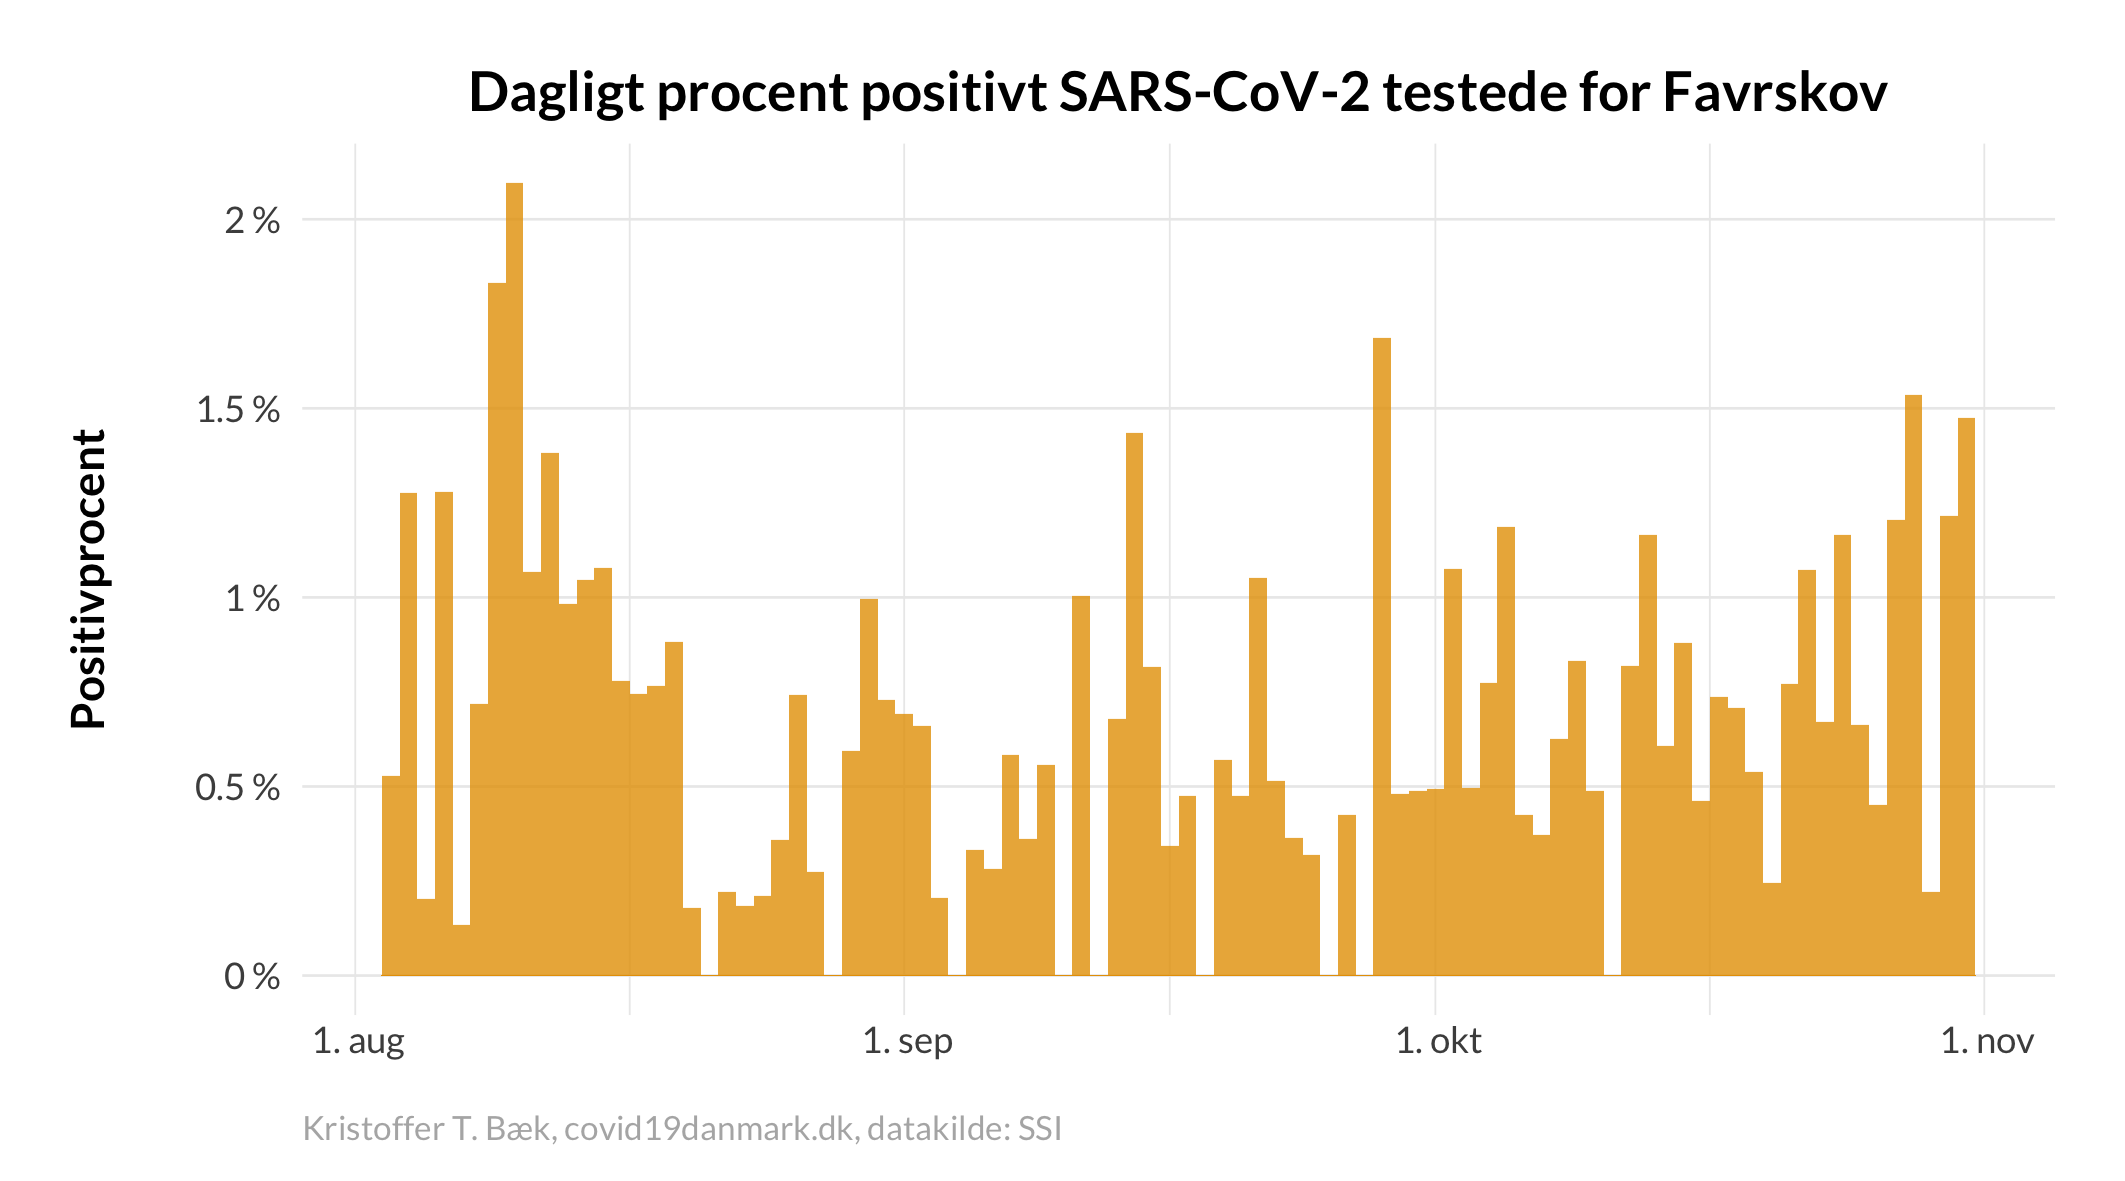 Dagligt procent positivt SARS-CoV-2 testede for Favrskov
Positivprocent
2 %
1.5 %
1 %
0.5 %
0 %
1. aug
1. sep
1. okt
1. nov
Kristoffer T. Bæk, covid19danmark.dk, datakilde: SSI